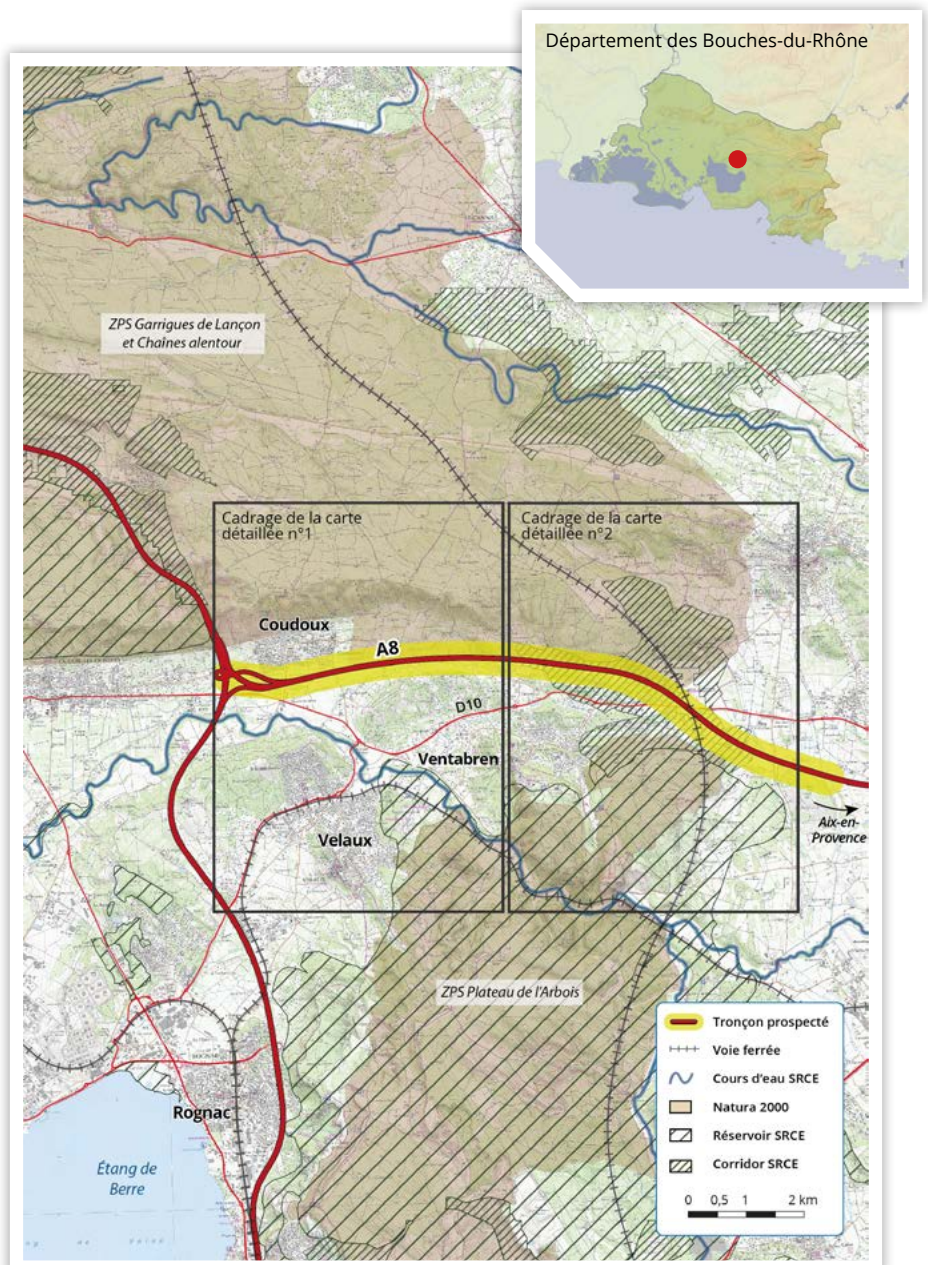 Département des Bouches-du-Rhône
ZPS Garrigues de Lançon
et Chaînes alentour
Cadrage de la carte
détaillée n°1
Cadrage de la carte
détaillée n°2
Coudoux
A8
D10
Ventabren
Velaux
Aix-en-
Provence
ZPS Plateau de l'Arbois
Rognac
Étang de
Berre
Tronçon prospecté
Voie ferrée
Cours d'eau SRCE
Natura 2000
Réservoir SRCE
Corridor SRCE
0 0,5 1 2 km